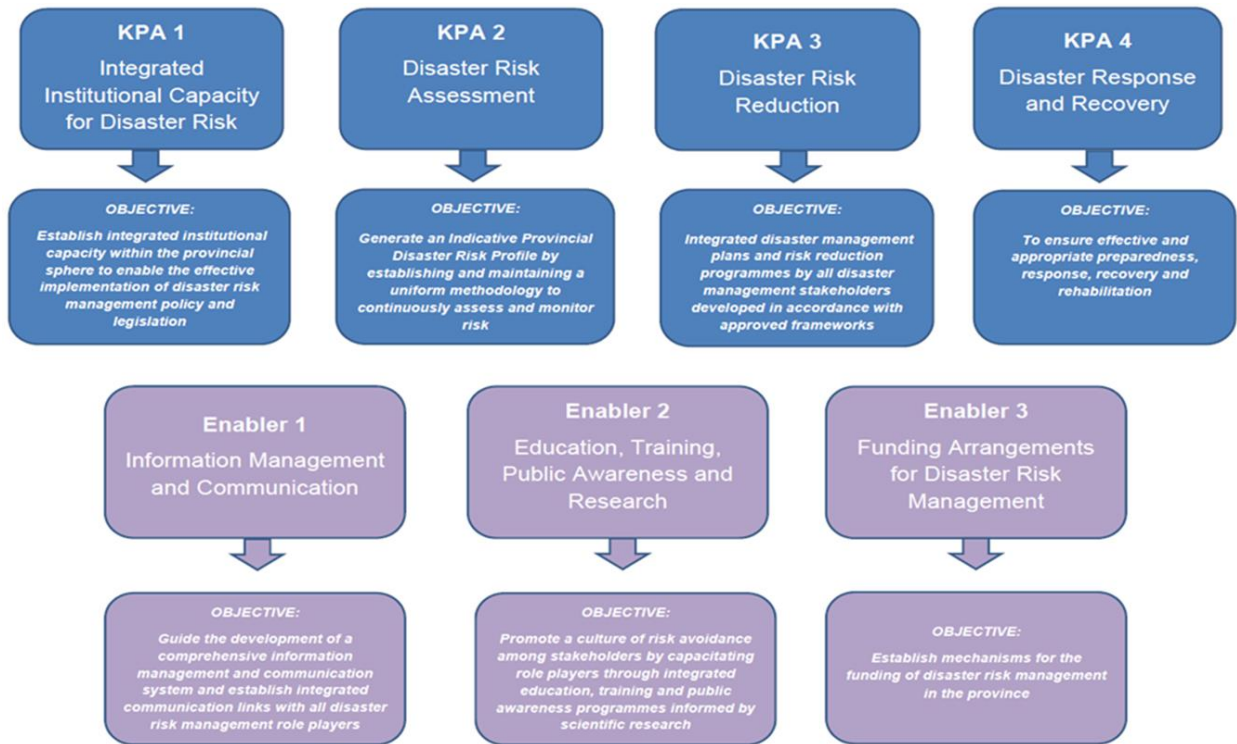 KPA 1
Integrated
Institutional Capacity
for Disaster Risk
KPA 2
Disaster Risk
Assessment
KPA 3
Disaster Risk
Reduction
KPA 4
Disaster Response
and Recovery
OBJECTIVE:
Establish integrated institutional
capacity within the provincial
sphere to enable the effective
implementation of disaster risk
management policy and
legislation
OBJECTIVE:
Generate an Indicative Provincial
Disaster Risk Profile by
establishing and maintaining a
uniform methodology to
continuously assess and monitor
risk
OBJECTIVE:
Integrated disaster management
plans and risk reduction
programmes by all disaster
management stakeholders
developed in accordance with
approved frameworks
OBJECTIVE:
To ensure effective and
appropriate preparedness,
response, recovery and
rehabilitation
Enabler 1
Information Management
and Communication
Enabler 2
Education, Training,
Public Awareness and
Research
Enabler 3
Funding Arrangements
for Disaster Risk
Management
OBJECTIVE:
Guide the development of a
comprehensive information
management and communication
system and establish integrated
communication links with all disaster
risk management role players
OBJECTIVE:
Promote a culture of risk avoidance
among stakeholders by capacitating
role players through integrated
education, training and public
awareness programmes informed by
scientific research
OBJECTIVE:
Establish mechanisms for the
funding of disaster risk management
in the province